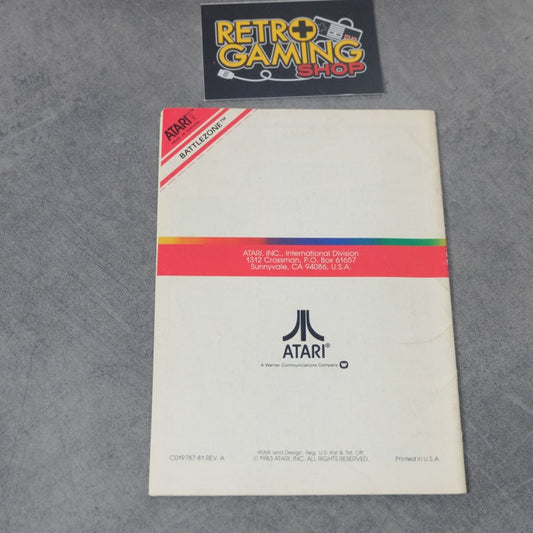 RETRO
GAMING
SHOP
ATARI
BATTLEZONE™
ATARI, INC., International Division
1312 Crossman, P.O. Box 61657
Sunnyvale, CA 94086, U.S.A.
ATARI®
A Warner Communications Company
C019787-81 REV. A
ATARI and Design, Reg. U.S. Pat & TM. Off.
© 1983 ATARI, INC. ALL RIGHTS RESERVED.
Printed in U.S.A.